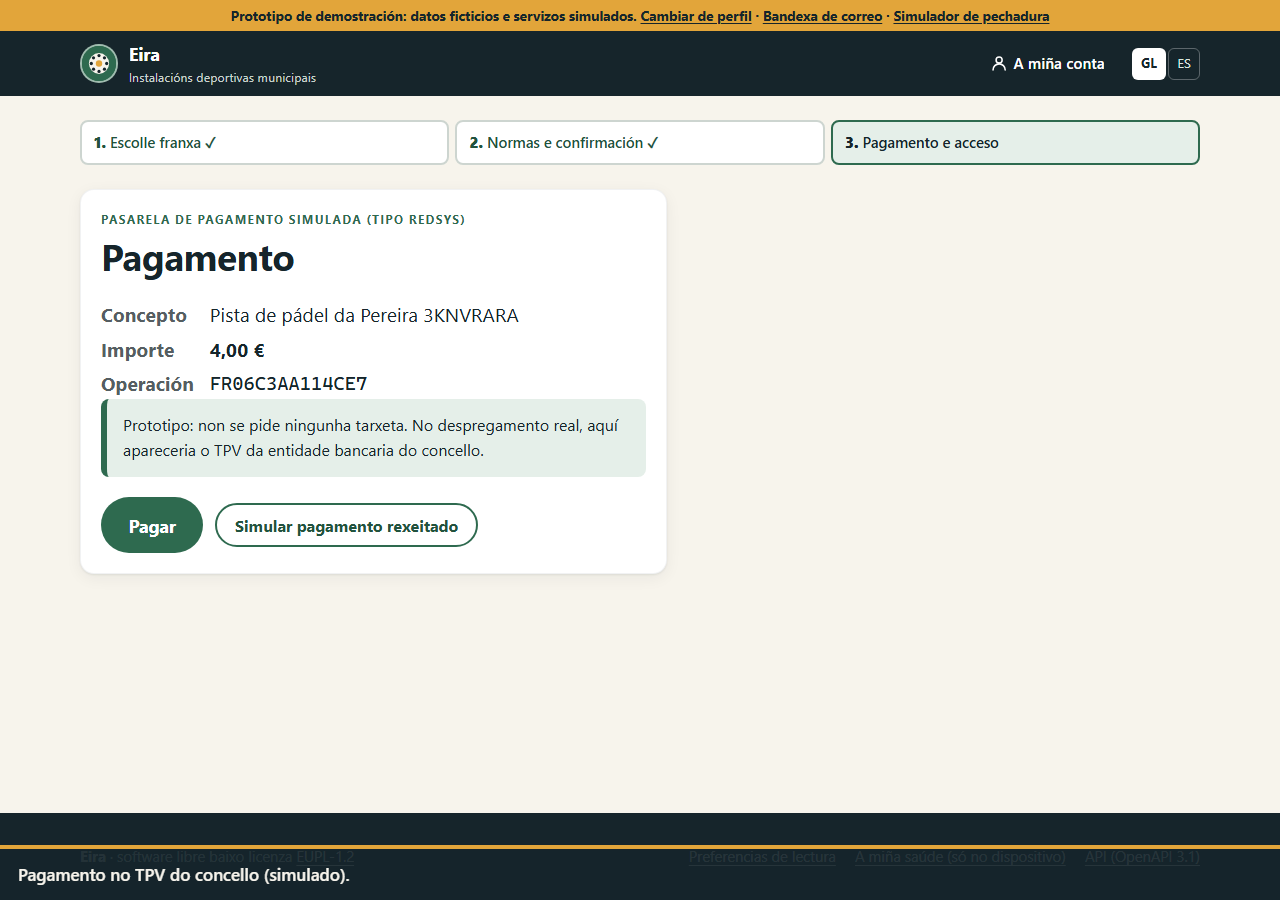 Prototipo de demostración: datos ficticios e servizos simulados. Cambiar de perfil · Bandexa de correo · Simulador de pechadura
Eira
Instalacións deportivas municipais
A miña conta
GL
ES
1. Escolle franxa ✓
2. Normas e confirmación ✓
3. Pagamento e acceso
PASARELA DE PAGAMENTO SIMULADA (TIPO REDSYS)
Pagamento
Concepto Pista de pádel da Pereira 3KNVRARA
Importe 4,00 €
Operación FR06C3AA114CE7
Prototipo: non se pide ningunha tarxeta. No despregamento real, aquí
apareceria o TPV da entidade bancaria do concello.
Pagar
Simular pagamento rexeitado
Eira · software libre baixo licenza EUPL-1.2
Preferencias de lectura
A miña saúde (só no dispositivo)
API (OpenAPI 3.1)
Pagamento no TPV do concello (simulado).